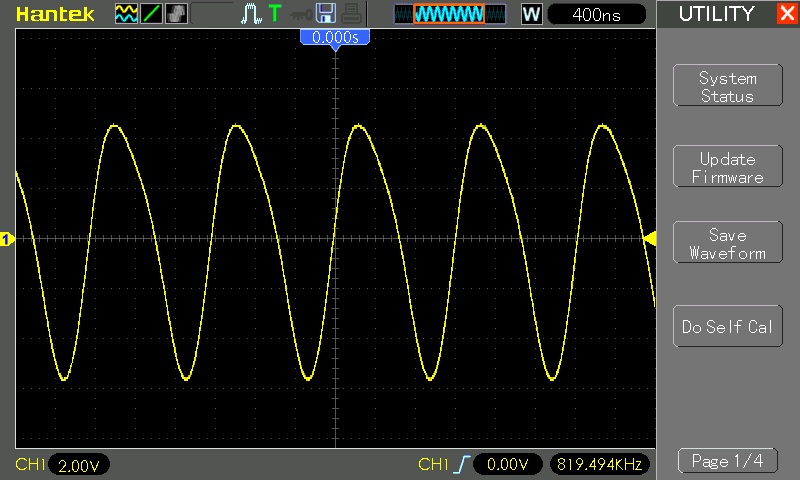 Hantek
T
W
400ns
UTILITY
0.000s
System
Status
Update
Firmware
1
Save
Waveform
Do Self Cal
CH1 2.00V
CH1 0.00V 819.494KHz
Page 1/4